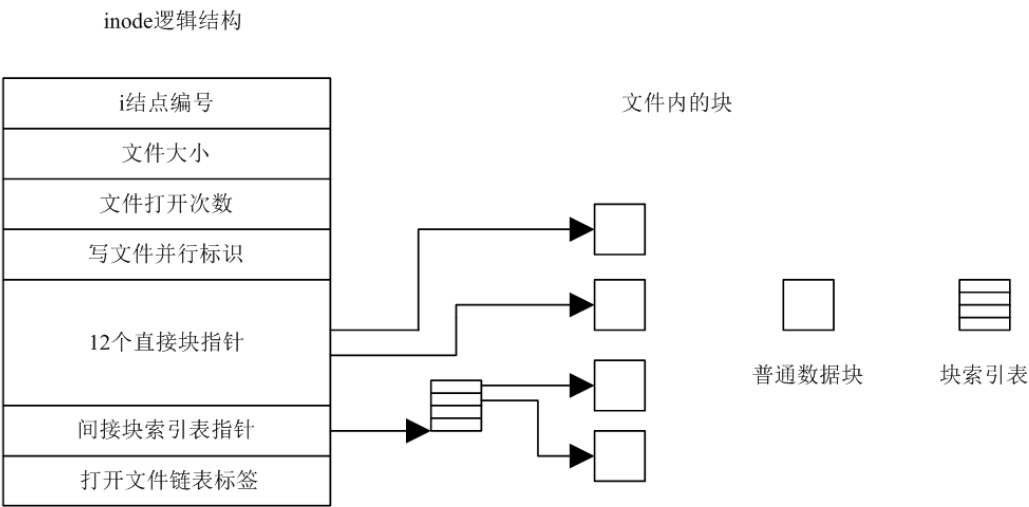 inode逻辑结构
i结点编号
文件大小
文件打开次数
写文件并行标识
12个直接块指针
间接块索引表指针
打开文件链表标签
文件内的块
普通数据块
块索引表